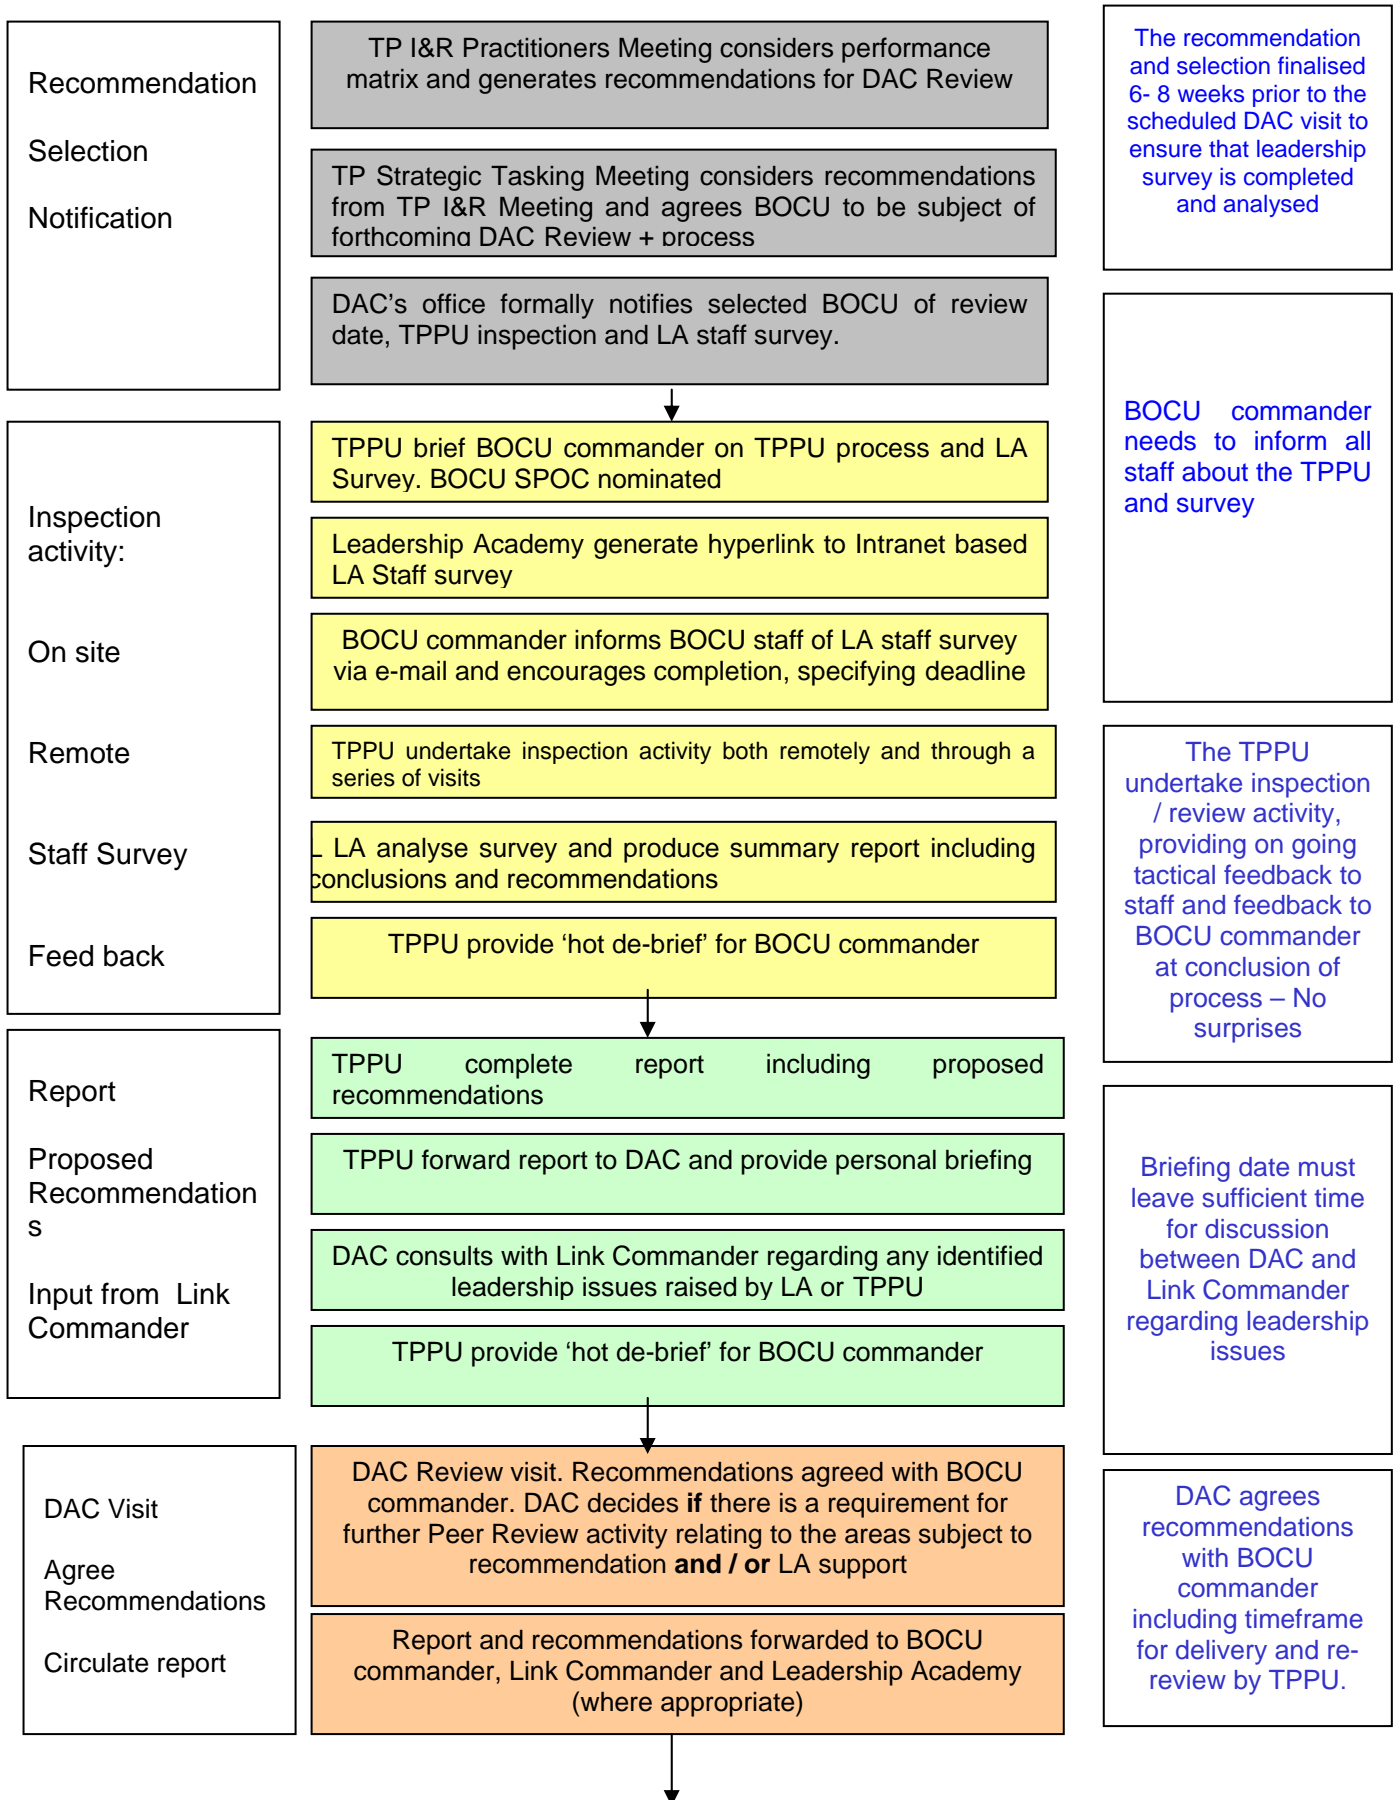 Recommendation
Selection
Notification
TP I&R Practitioners Meeting considers performance
matrix and generates recommendations for DAC Review
TP Strategic Tasking Meeting considers recommendations
from TP I&R Meeting and agrees BOCU to be subject of
forthcoming DAC Review + process
DAC's office formally notifies selected BOCU of review
date, TPPU inspection and LA staff survey.
The recommendation
and selection finalised
6- 8 weeks prior to the
scheduled DAC visit to
ensure that leadership
survey is completed
and analysed
Inspection
activity:
On site
Remote
Staff Survey
Feed back
TPPU brief BOCU commander on TPPU process and LA
Survey. BOCU SPOC nominated
Leadership Academy generate hyperlink to Intranet based
LA Staff survey
BOCU commander informs BOCU staff of LA staff survey
via e-mail and encourages completion, specifying deadline
TPPU undertake inspection activity both remotely and through a
series of visits
L LA analyse survey and produce summary report including
conclusions and recommendations
TPPU provide ‘hot de-brief’ for BOCU commander
BOCU commander
needs to inform all
staff about the TPPU
and survey
The TPPU
undertake inspection
/ review activity,
providing on going
tactical feedback to
staff and feedback to
BOCU commander
at conclusion of
process – No
surprises
Report
Proposed
Recommendation
s
Input from Link
Commander
TPPU complete report including proposed
recommendations
TPPU forward report to DAC and provide personal briefing
DAC consults with Link Commander regarding any identified
leadership issues raised by LA or TPPU
TPPU provide ‘hot de-brief’ for BOCU commander
Briefing date must
leave sufficient time
for discussion
between DAC and
Link Commander
regarding leadership
issues
DAC Visit
Agree
Recommendations
Circulate report
DAC Review visit. Recommendations agreed with BOCU
commander. DAC decides if there is a requirement for
further Peer Review activity relating to the areas subject to
recommendation and / or LA support
Report and recommendations forwarded to BOCU
commander, Link Commander and Leadership Academy
(where appropriate)
DAC agrees
recommendations
with BOCU
commander
including timeframe
for delivery and re-
review by TPPU.